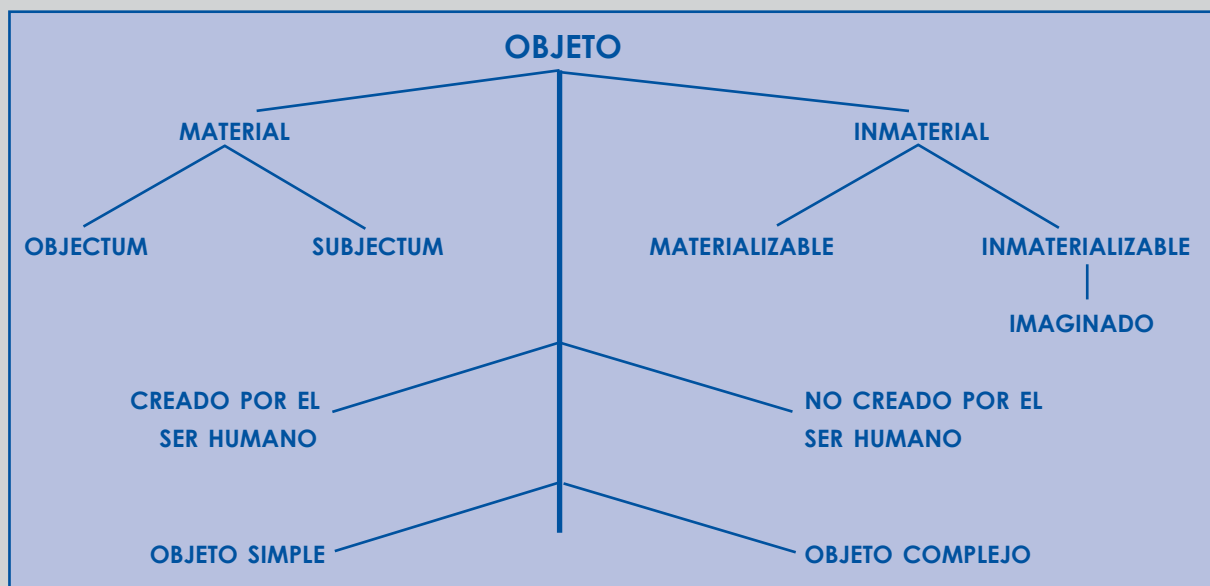 OBJETO
MATERIAL
INMATERIAL
OBJECTUM
SUBJECTUM
MATERIALIZABLE
INMATERIALIZABLE
IMAGINADO
CREADO POR EL
SER HUMANO
NO CREADO POR EL
SER HUMANO
OBJETO SIMPLE
OBJETO COMPLEJO